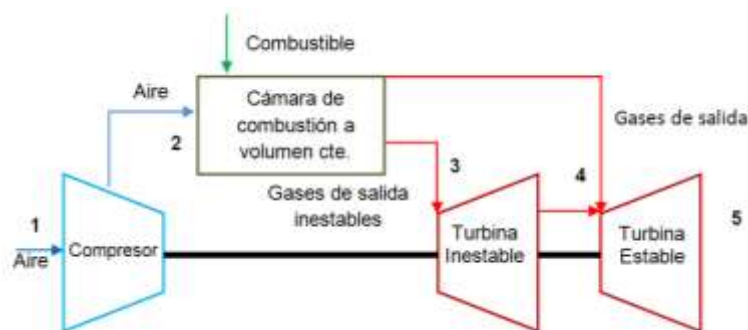 Combustible
Aire
Cámara de
combustión a
volumen cte.
2
Gases de salida
3
4
Gases de salida
inestables
1
Aire
Compresor
Turbina
Inestable
Turbina
Estable
5